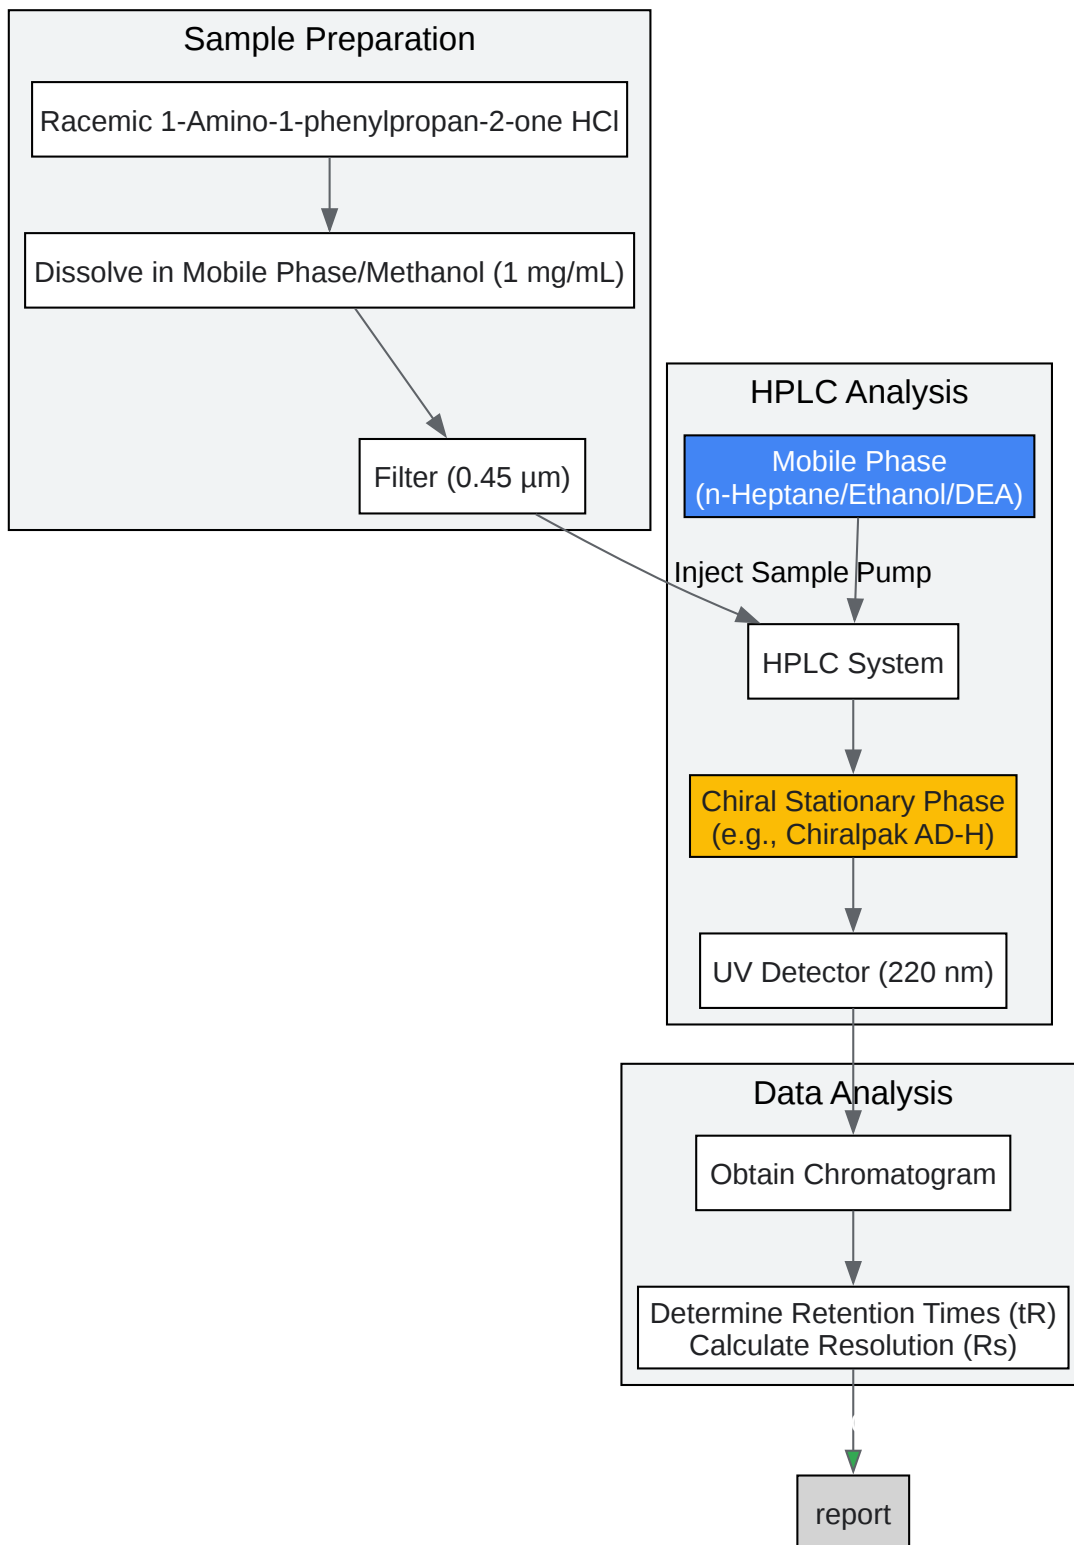 Sample Preparation
Racemic 1-Amino-1-phenylpropan-2-one HCl
Dissolve in Mobile Phase/Methanol (1 mg/mL)
Filter (0.45 µm)
HPLC Analysis
Mobile Phase
(n-Heptane/Ethanol/DEA)
Inject Sample
Pump
HPLC System
Chiral Stationary Phase
(e.g., Chiralpak AD-H)
UV Detector (220 nm)
Data Analysis
Obtain Chromatogram
Determine Retention Times (tR)
Calculate Resolution (Rs)
report